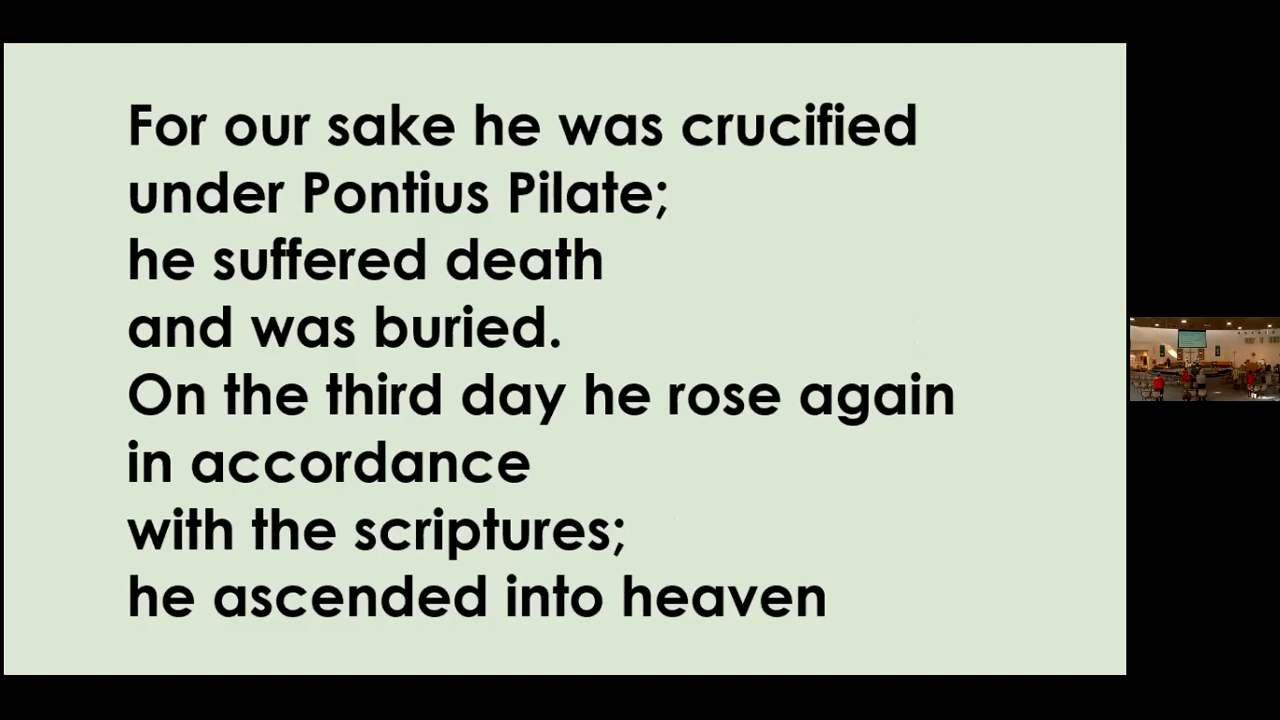 For our sake he was crucified
under Pontius Pilate;
he suffered death
and was buried.
On the third day he rose again
in accordance
with the scriptures;
he ascended into heaven